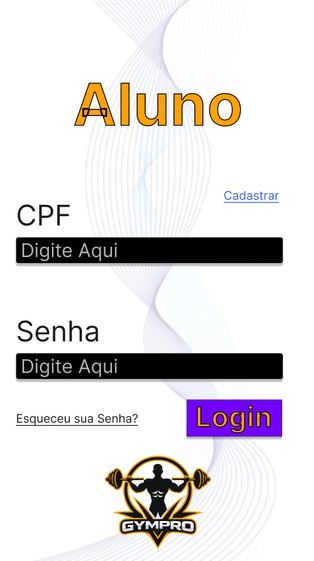 Aluno
Cadastrar
CPF
Digite Aqui
Senha
Digite Aqui
Esqueceu sua Senha?
Login
GYMPRO